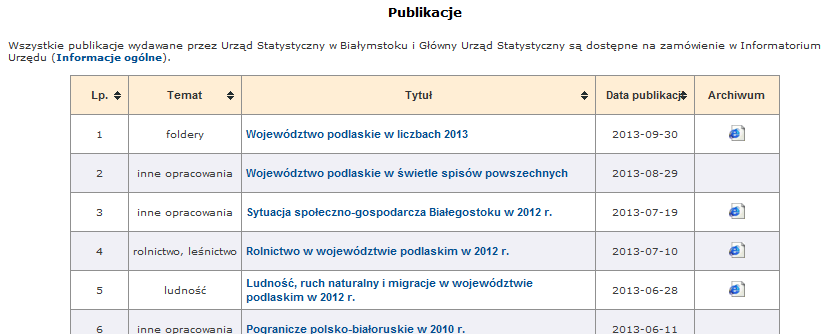 Publikacje
Wszystkie publikacje wydawane przez Urząd Statystyczny w Białymstoku i Główny Urząd Statystyczny są dostępne na zamówienie w Informatorium
Urzędu (Informacje ogólne).
Lp. Temat Tytuł Data publikacji Archiwum
1 foldery Województwo podlaskie w liczbach 2013 2013-09-30
2 inne opracowania Województwo podlaskie w świetle spisów powszechnych 2013-08-29
3 inne opracowania Sytuacja społeczno-gospodarcza Białegostoku w 2012 r. 2013-07-19
4 rolnictwo, leśnictwo Rolnictwo w województwie podlaskim w 2012 r. 2013-07-10
5 ludność Ludność, ruch naturalny i migracje w województwie
podlaskim w 2012 r. 2013-06-28
6 inne opracowania Pogranicze polsko-białoruskie w 2010 r. 2013-06-11